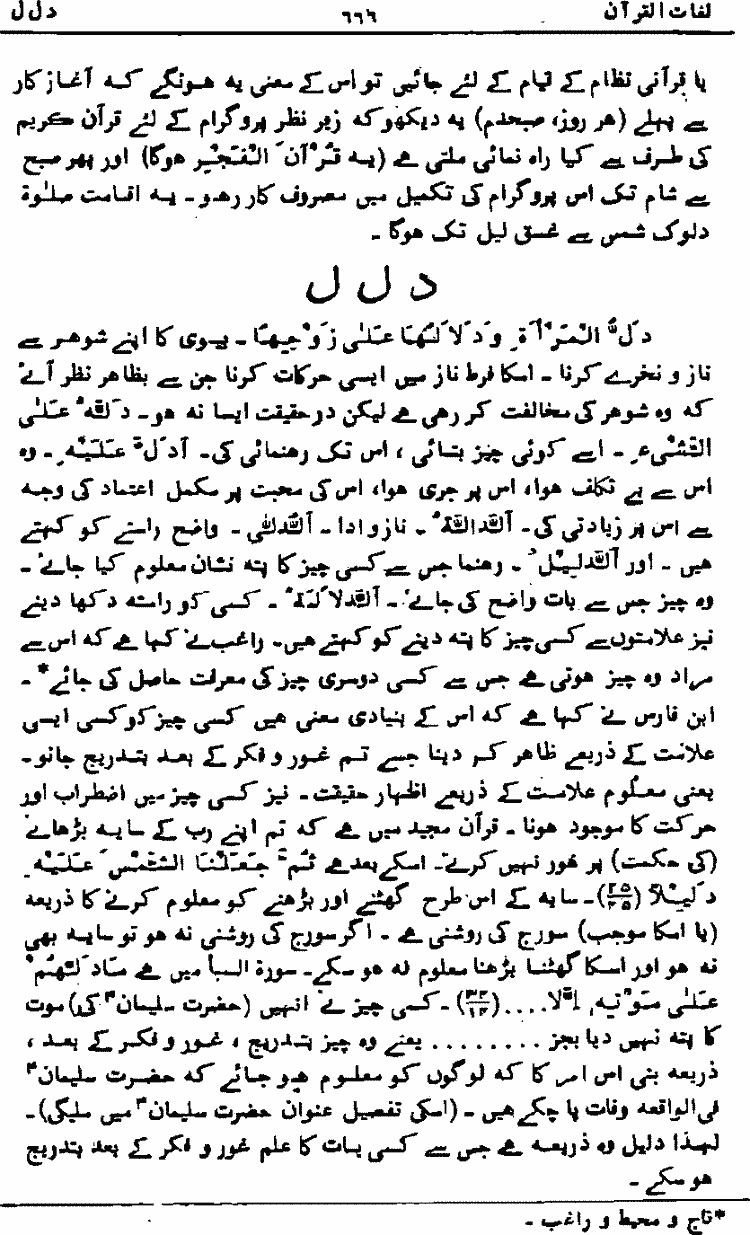 لغات القرآن ٦٦٦ د ل ل
یا قرآنی نظام کے قیام کے لئے جائیں تو اس کے معنی یہ ہونگے کہ آغاز کار
سے پہلے (ہر روز، صبحدم) یہ دیکھو کہ زیر نظر پروگرام کے لئے قرآن کریم
کی طرف سے کیا راہ نمائی ملتی ہے (یہ قُرْاٰنَ الْفَجْرِ ہوگا) اور پھر صبح
سے شام تک اس پروگرام کی تکمیل میں مصروف کار رہو۔ یہ اقامت صلوٰۃ
دلوک شمس سے غسق لیل تک ہوگا۔
د ل ل
دَلُّ الْمَرْأَةِ وَدَلَالُهَا عَلٰی زَوْجِهَا۔ بیوی کا اپنے شوہر سے
ناز و نخرے کرنا۔ اسکا فرط ناز میں ایسی حرکات کرنا جن سے بظاہر نظر آئے
کہ وہ شوہر کی مخالفت کر رہی ہے لیکن درحقیقت ایسا نہ ہو۔ دَلَّهٗ عَلَی
الشَّیْءِ۔ اسے کوئی چیز بتائی، اس تک رہنمائی کی۔ اَدَلَّ عَلَیْهِ۔ وہ
اس سے بے تکلف ہوا، اس پر جری ہوا، اس کی محبت پر مکمل اعتماد کی وجہ
سے اس پر زیادتی کی۔ اَلدَّالَّةُ۔ ناز و ادا۔ اَلدُّلّٰی۔ واضح راستے کو کہتے
ہیں۔ اور اَلدَّلِیْلُ۔ رہنما جس سے کسی چیز کا پتہ نشان معلوم کیا جائے۔
وہ چیز جس سے بات واضح کی جائے۔ اَلدَّلَالَةُ۔ کسی کو راستہ دکھا دینے
نیز علامتوں سے کسی چیز کا پتہ دینے کو کہتے ہیں۔ راغب نے کہا ہے کہ اس سے
مراد وہ چیز ہوتی ہے جس سے کسی دوسری چیز کی معرفت حاصل کی جائے*۔
ابن فارس نے کہا ہے کہ اس کے بنیادی معنی ہیں کسی چیز کو کسی ایسی
علامت کے ذریعے ظاہر کر دینا جسے تم غور و فکر کے بعد بتدریج جانو۔
یعنی معلوم علامت کے ذریعے اظہار حقیقت۔ نیز کسی چیز میں اضطراب اور
حرکت کا موجود ہونا۔ قرآن مجید میں ہے کہ تم اپنے رب کے سایہ بڑھانے
(کی حکمت) پر غور نہیں کرتے۔ اسکے بعد ہے ثُمَّ جَعَلْنَا الشَّمْسَ عَلَیْهِ
دَلِیْلًا (۲۵/۴۵)۔ سایہ کے اس طرح گھٹنے اور بڑھنے کو معلوم کرنے کا ذریعہ
(یا اسکا موجب) سورج کی روشنی ہے۔ اگر سورج کی روشنی نہ ہو تو سایہ بھی
نہ ہو اور اسکا گھٹنا بڑھنا معلوم نہ ہو سکے۔ سورۃ السبأ میں ہے مَادَلَّهُمْ
عَلٰی مَوْتِهٖ اِلَّا.... (۳۴/۱۴)۔ کسی چیز نے انہیں (حضرت سلیمانؑ کی) موت
کا پتہ نہیں دیا بجز ........ یعنی وہ چیز بتدریج، غور و فکر کے بعد،
ذریعہ بنی اس امر کا کہ لوگوں کو معلوم ہو جائے کہ حضرت سلیمانؑ
فی الواقعہ وفات پا چکے ہیں۔ (اسکی تفصیل عنوان حضرت سلیمانؑ میں ملیگی)۔
لہٰذا دلیل وہ ذریعہ ہے جس سے کسی بات کا علم غور و فکر کے بعد بتدریج
ہو سکے۔
*تاج و محیط و راغب۔